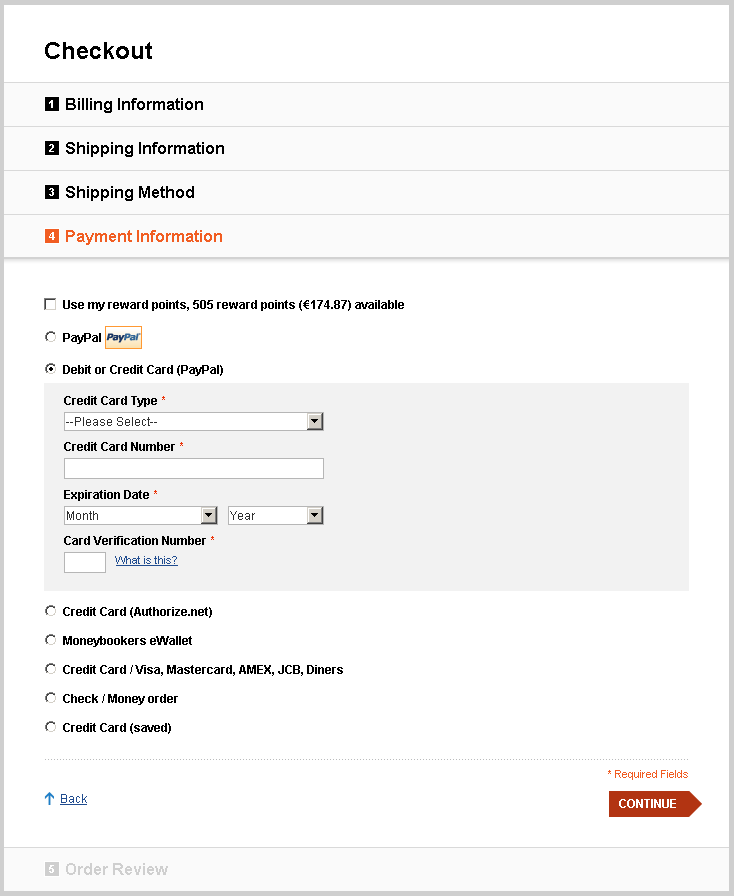 Checkout
1 Billing Information
2 Shipping Information
3 Shipping Method
4 Payment Information
Use my reward points, 505 reward points (€174.87) available
PayPal PayPal
Debit or Credit Card (PayPal)
Credit Card Type *
--Please Select--
Credit Card Number *
Expiration Date *
Month Year
Card Verification Number *
What is this?
Credit Card (Authorize.net)
Moneybookers eWallet
Credit Card / Visa, Mastercard, AMEX, JCB, Diners
Check / Money order
Credit Card (saved)
* Required Fields
Back
CONTINUE
5 Order Review